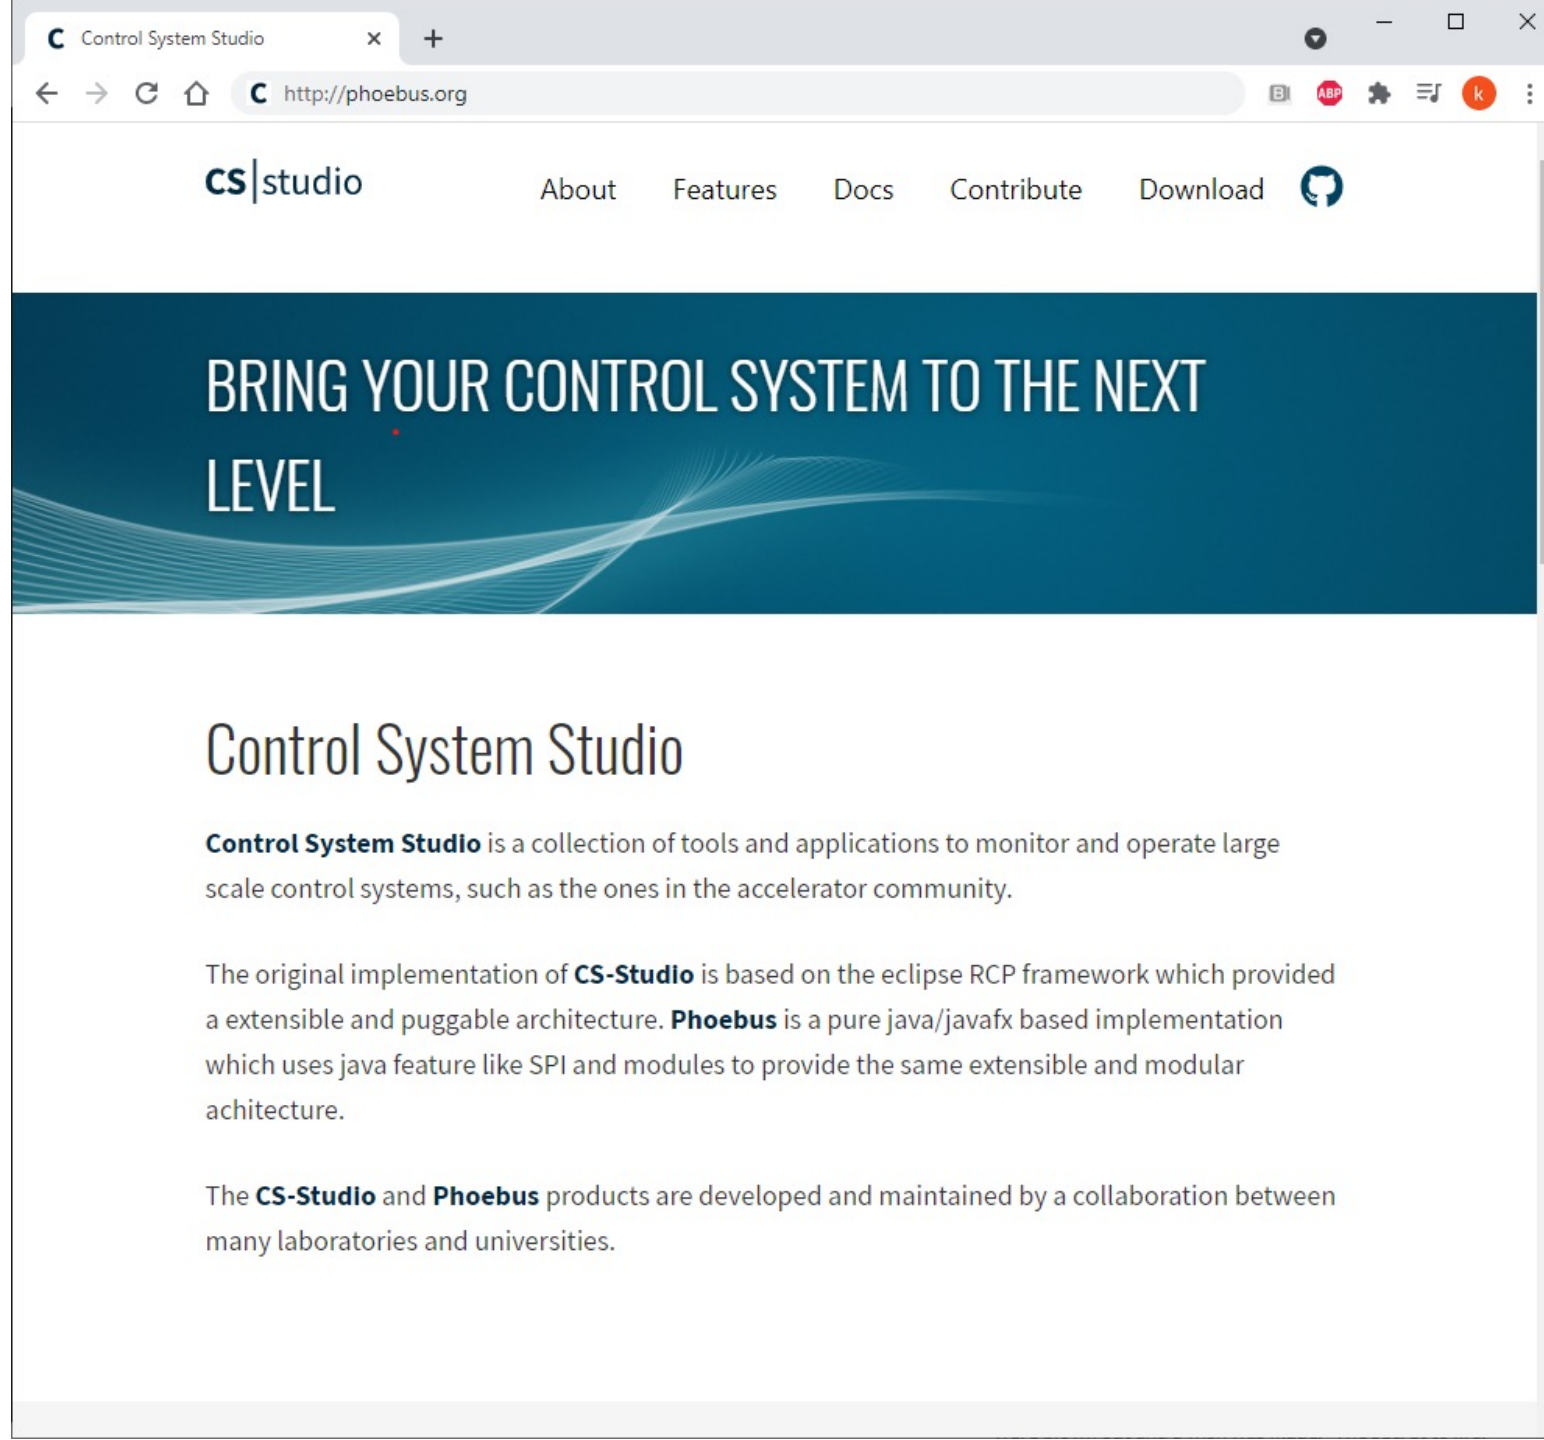 C Control System Studio
C http://phoebus.org
B ABP k
CS|studio About Features Docs Contribute Download
BRING YOUR CONTROL SYSTEM TO THE NEXT
LEVEL
Control System Studio
Control System Studio is a collection of tools and applications to monitor and operate large
scale control systems, such as the ones in the accelerator community.
The original implementation of CS-Studio is based on the eclipse RCP framework which provided
a extensible and puggable architecture. Phoebus is a pure java/javafx based implementation
which uses java feature like SPI and modules to provide the same extensible and modular
achitecture.
The CS-Studio and Phoebus products are developed and maintained by a collaboration between
many laboratories and universities.